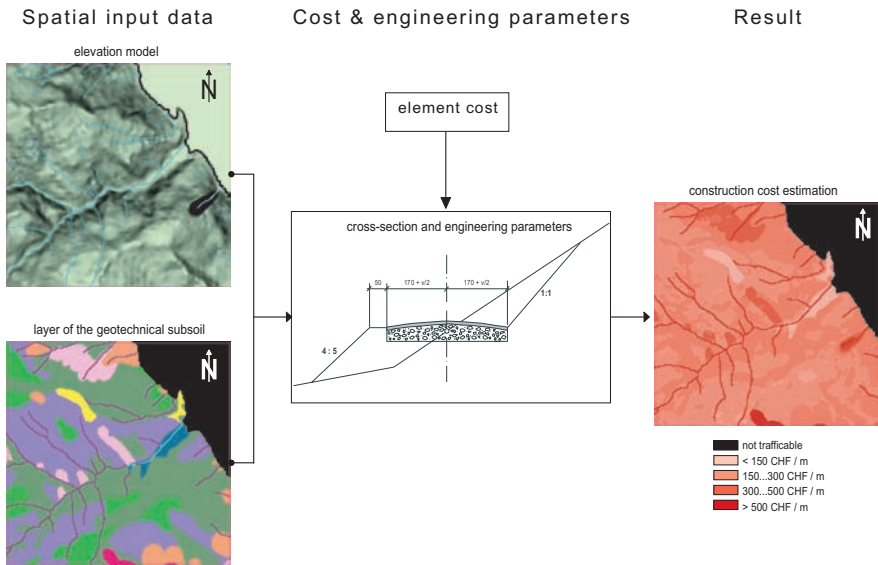 Spatial input data
Cost & engineering parameters
Result
elevation model
N
element cost
construction cost estimation
N
cross-section and engineering parameters
50
170 + v/2
170 + v/2
1:1
4 : 5
layer of the geotechnical subsoil
N
not trafficable
< 150 CHF / m
150...300 CHF / m
300...500 CHF / m
> 500 CHF / m